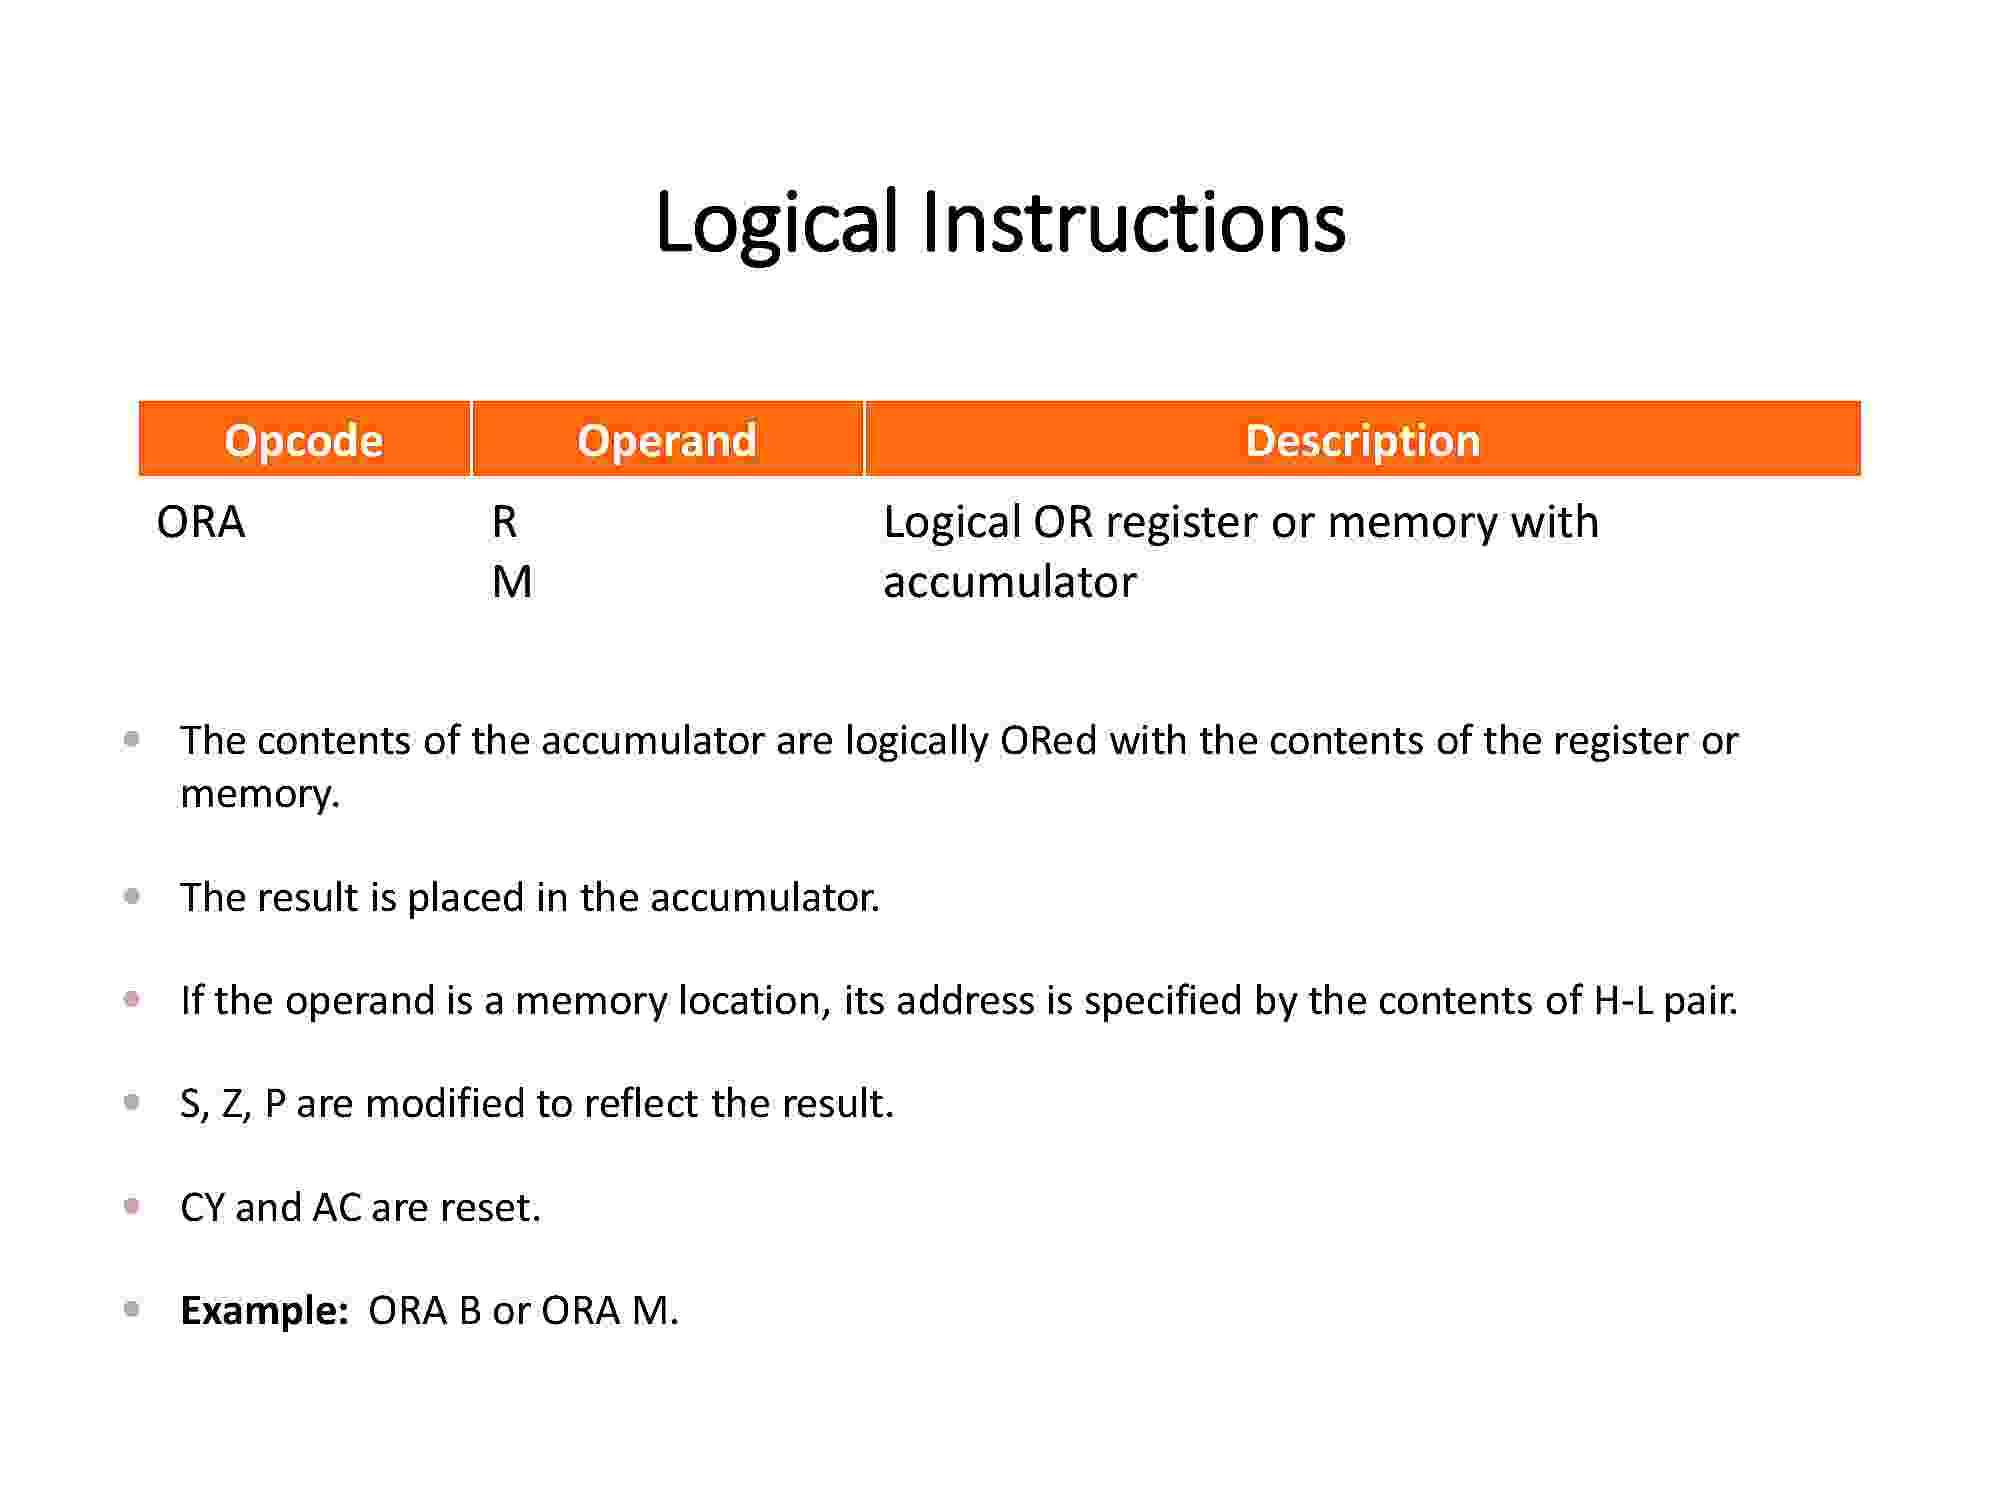 Logical Instructions
Opcode Operand Description
ORA R Logical OR register or memory with
M accumulator
• The contents of the accumulator are logically ORed with the contents of the register or
memory.
• The result is placed in the accumulator.
• If the operand is a memory location, its address is specified by the contents of H-L pair.
• S, Z, P are modified to reflect the result.
• CY and AC are reset.
• Example: ORA B or ORA M.